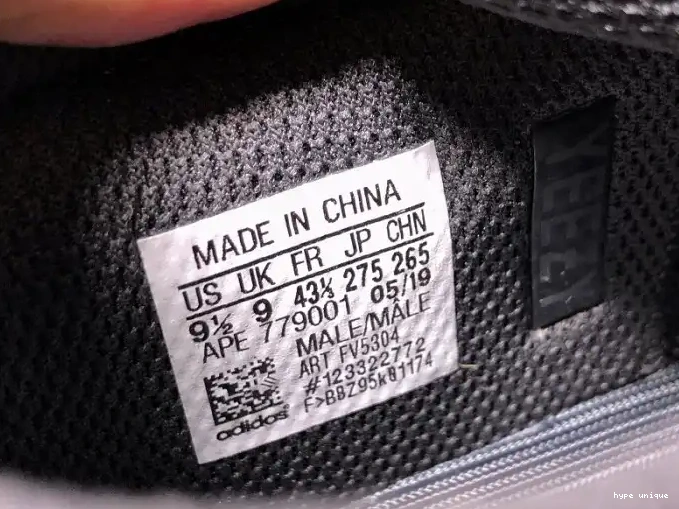 MADE IN CHINA
US UK FR JP CHN
9½ 9 43⅓ 275 265
APE 779001 05/19
MALE/MÂLE
ART FV5304
#123322772
F>B8Z95K81174
adidas
YEEZY
hype unique